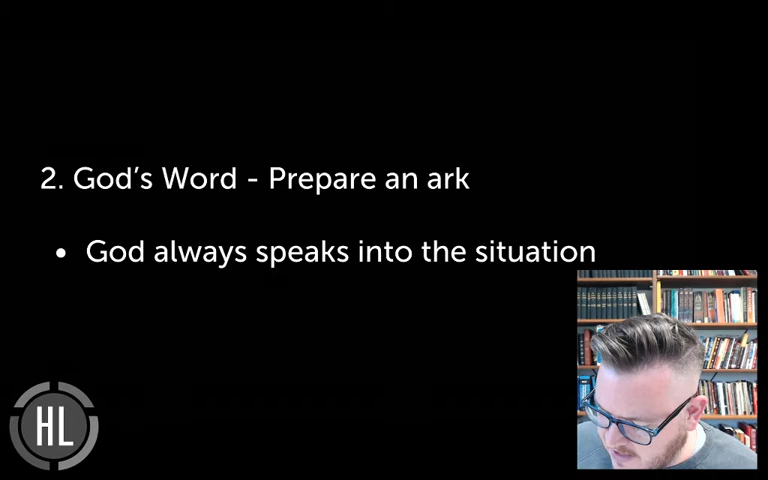 2. God's Word - Prepare an ark
• God always speaks into the situation
HL